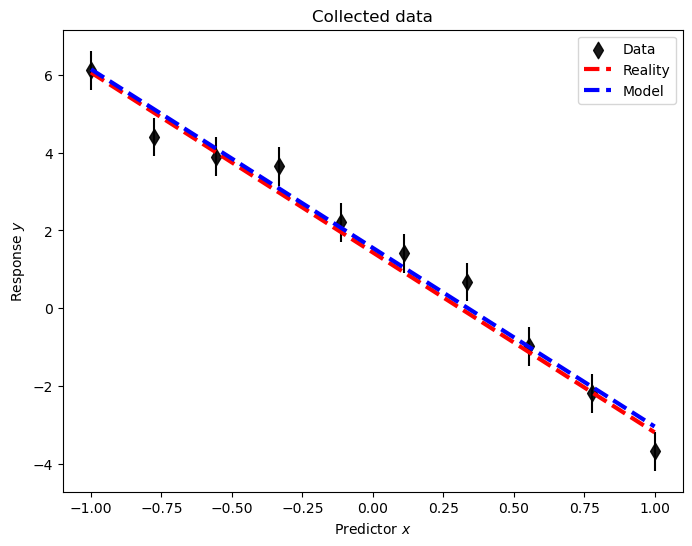 Collected data
Data
Reality
Model
6
4
2
0
−2
−4
Response y
−1.00 −0.75 −0.50 −0.25 0.00 0.25 0.50 0.75 1.00
Predictor x